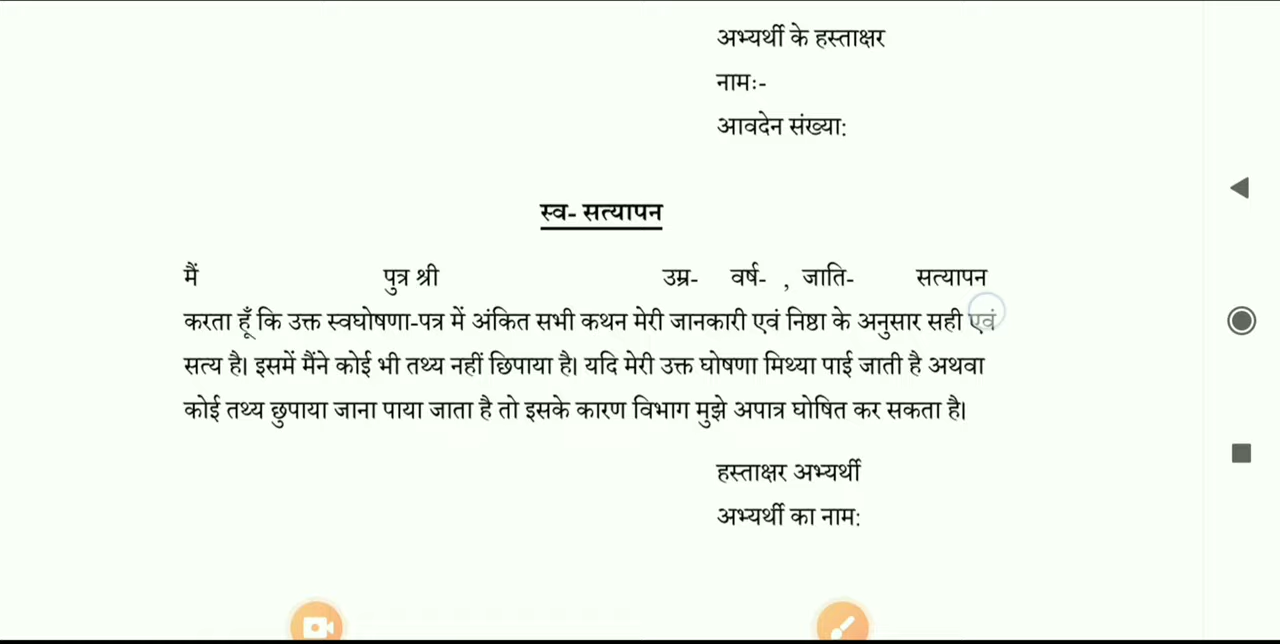 अभ्यर्थी के हस्ताक्षर
नामः-
आवदेन संख्या:
स्व- सत्यापन
मैं पुत्र श्री उम्र- वर्ष- , जाति- सत्यापन
करता हूँ कि उक्त स्वघोषणा-पत्र में अंकित सभी कथन मेरी जानकारी एवं निष्ठा के अनुसार सही एवं
सत्य है। इसमें मैंने कोई भी तथ्य नहीं छिपाया है। यदि मेरी उक्त घोषणा मिथ्या पाई जाती है अथवा
कोई तथ्य छुपाया जाना पाया जाता है तो इसके कारण विभाग मुझे अपात्र घोषित कर सकता है।
हस्ताक्षर अभ्यर्थी
अभ्यर्थी का नाम: